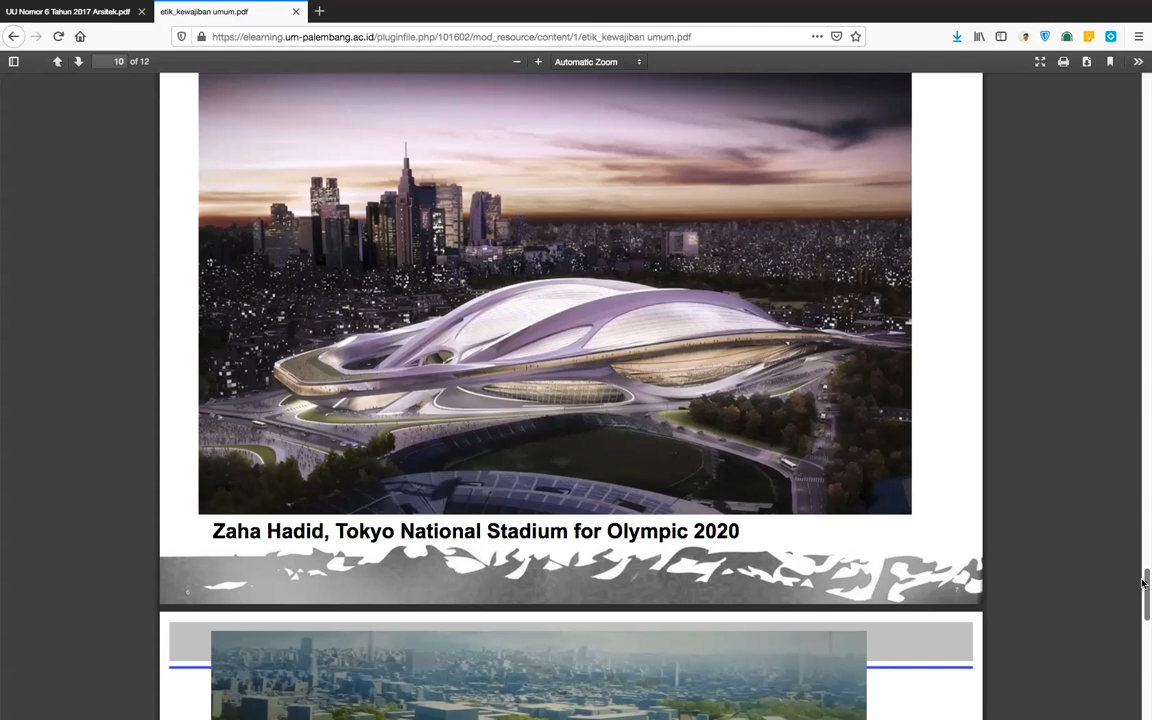 UU Nomor 6 Tahun 2017 Arsitek.pdf
etik_kewajiban umum.pdf
https://elearning.um-palembang.ac.id/pluginfile.php/101602/mod_resource/content/1/etik_kewajiban umum.pdf
10 of 12
Automatic Zoom
Zaha Hadid, Tokyo National Stadium for Olympic 2020
6